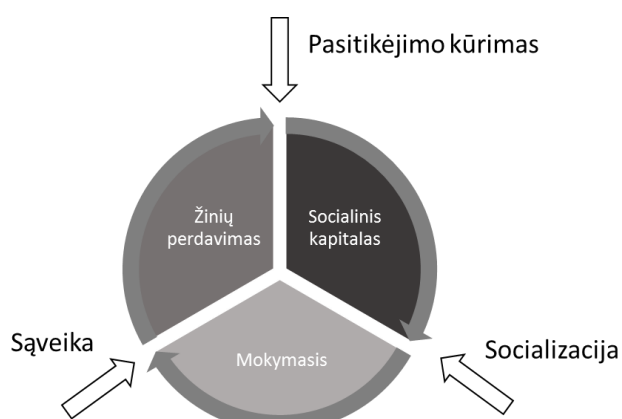 Pasitikėjimo kūrimas
Žinių
perdavimas
Socialinis
kapitalas
Sąveika
Mokymasis
Socializacija